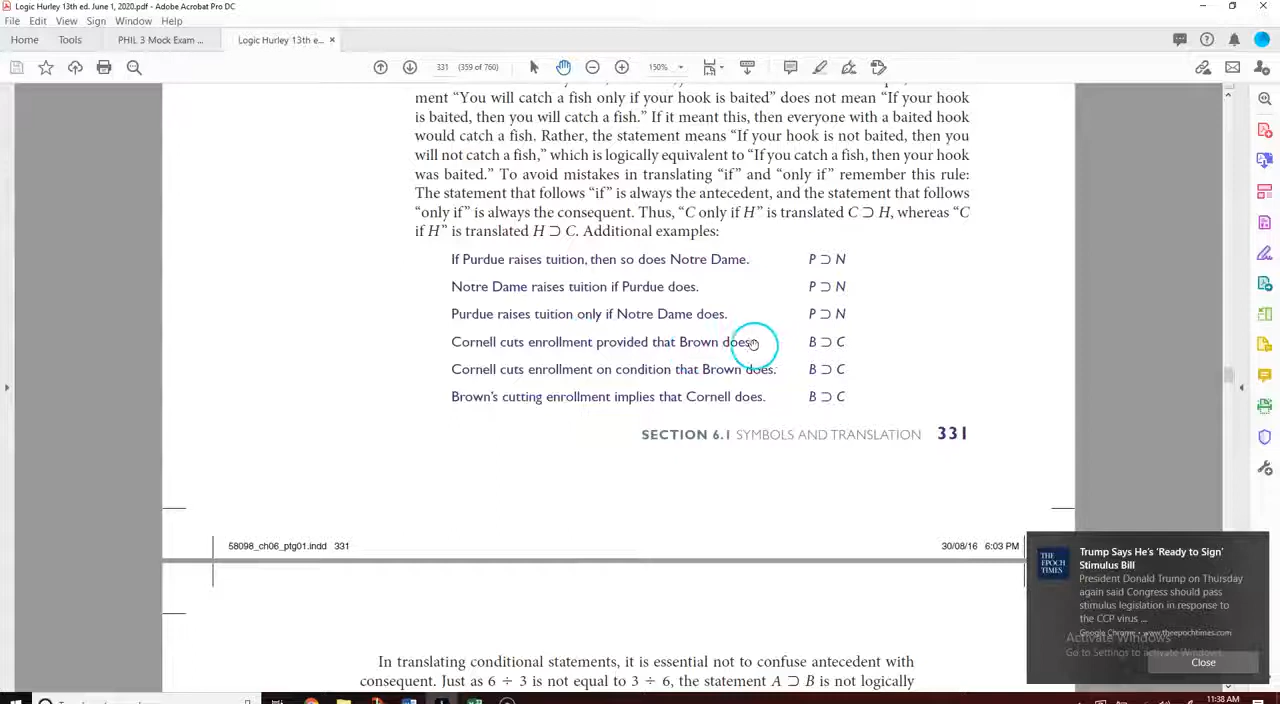 Logic Hurley 13th ed. June 1, 2020.pdf - Adobe Acrobat Pro DC
File Edit View Sign Window Help
Home Tools PHIL 3 Mock Exam ... Logic Hurley 13th e... ×
331 (359 of 760) 150%
ment “You will catch a fish only if your hook is baited” does not mean “If your hook
is baited, then you will catch a fish.” If it meant this, then everyone with a baited hook
would catch a fish. Rather, the statement means “If your hook is not baited, then you
will not catch a fish,” which is logically equivalent to “If you catch a fish, then your hook
was baited.” To avoid mistakes in translating “if” and “only if” remember this rule:
The statement that follows “if” is always the antecedent, and the statement that follows
“only if” is always the consequent. Thus, “C only if H” is translated C ⊃ H, whereas “C
if H” is translated H ⊃ C. Additional examples:
If Purdue raises tuition, then so does Notre Dame. P ⊃ N
Notre Dame raises tuition if Purdue does. P ⊃ N
Purdue raises tuition only if Notre Dame does. P ⊃ N
Cornell cuts enrollment provided that Brown does. B ⊃ C
Cornell cuts enrollment on condition that Brown does. B ⊃ C
Brown’s cutting enrollment implies that Cornell does. B ⊃ C
SECTION 6.1 SYMBOLS AND TRANSLATION 331
58098_ch06_ptg01.indd 331 30/08/16 6:03 PM
THE EPOCH TIMES
Trump Says He's 'Ready to Sign'
Stimulus Bill
President Donald Trump on Thursday
again said Congress should pass
stimulus legislation in response to
the CCP virus ...
Google Chrome • www.theepochtimes.com
Activate Windows
Go to Settings to activate Windows.
Close
In translating conditional statements, it is essential not to confuse antecedent with
consequent. Just as 6 ÷ 3 is not equal to 3 ÷ 6, the statement A ⊃ B is not logically
11:38 AM